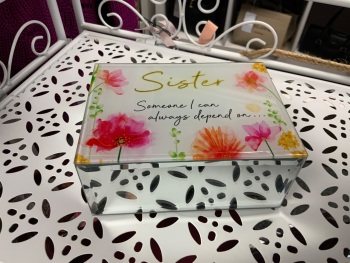 Sister
Someone I can
always depend on...